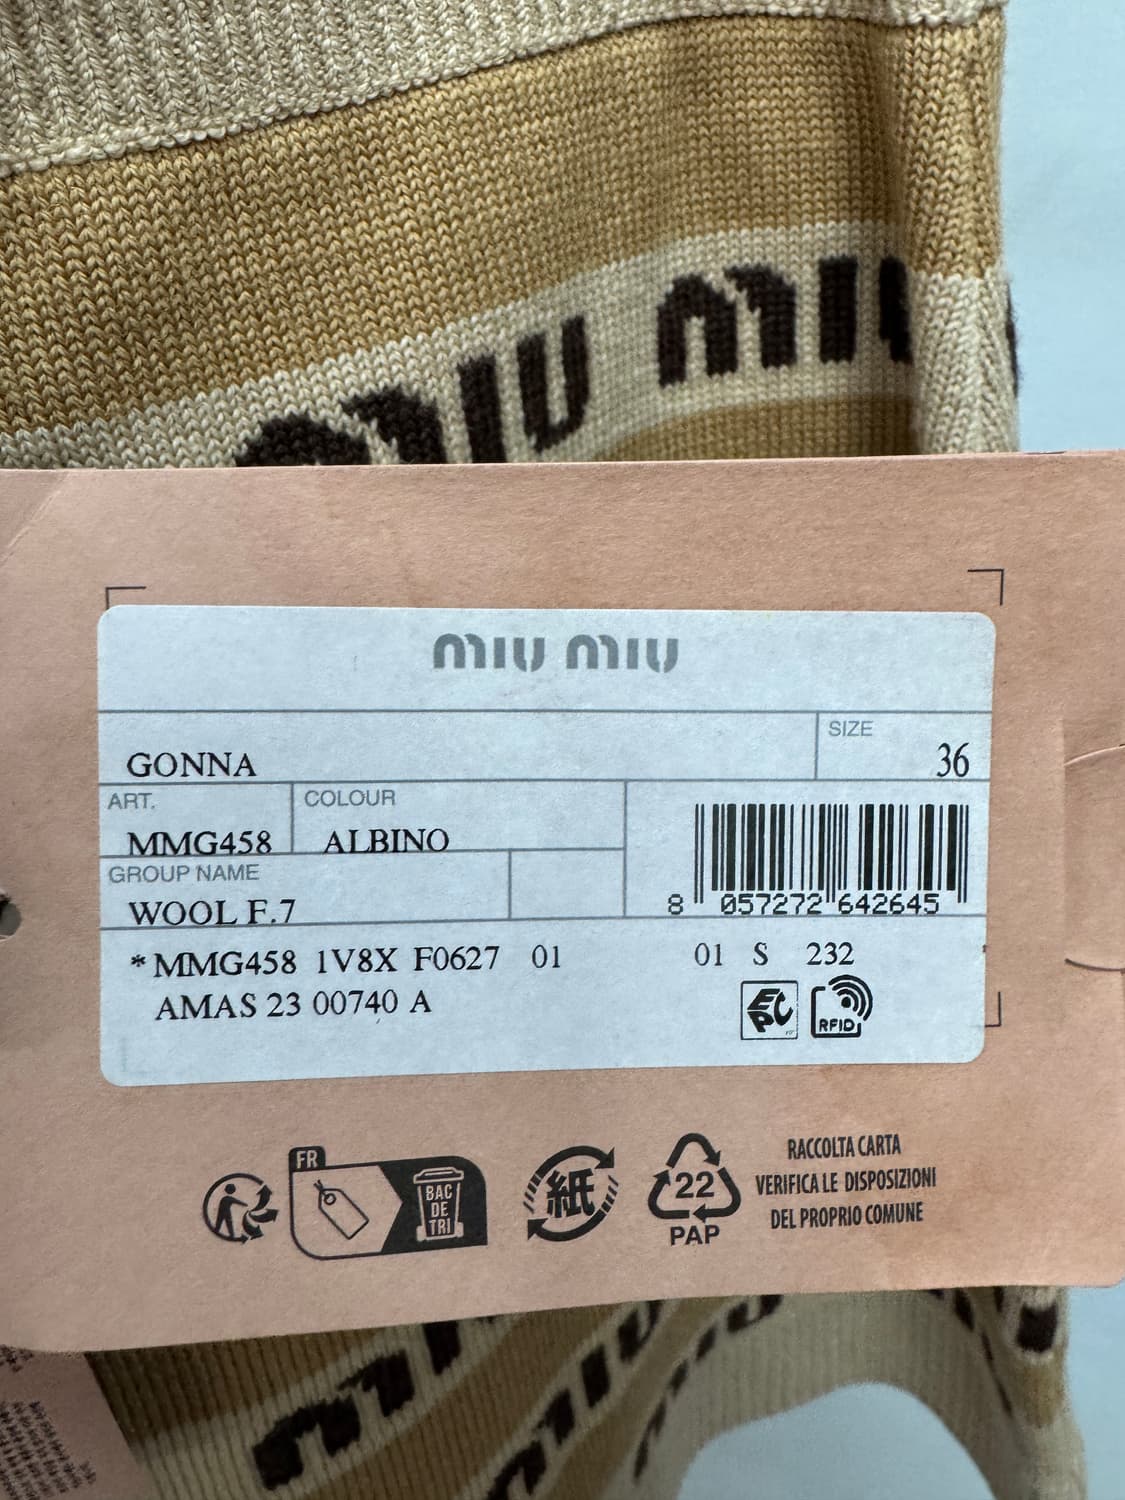 miu miu
miu miu
GONNA
SIZE
36
ART.
MMG458
COLOUR
ALBINO
GROUP NAME
WOOL F.7
8 057272 642645
*MMG458 1V8X F0627 01 01 S 232
AMAS 23 00740 A
EPC
RFID
FR
BAC
DE
TRI
紙
22
PAP
RACCOLTA CARTA
VERIFICA LE DISPOSIZIONI
DEL PROPRIO COMUNE